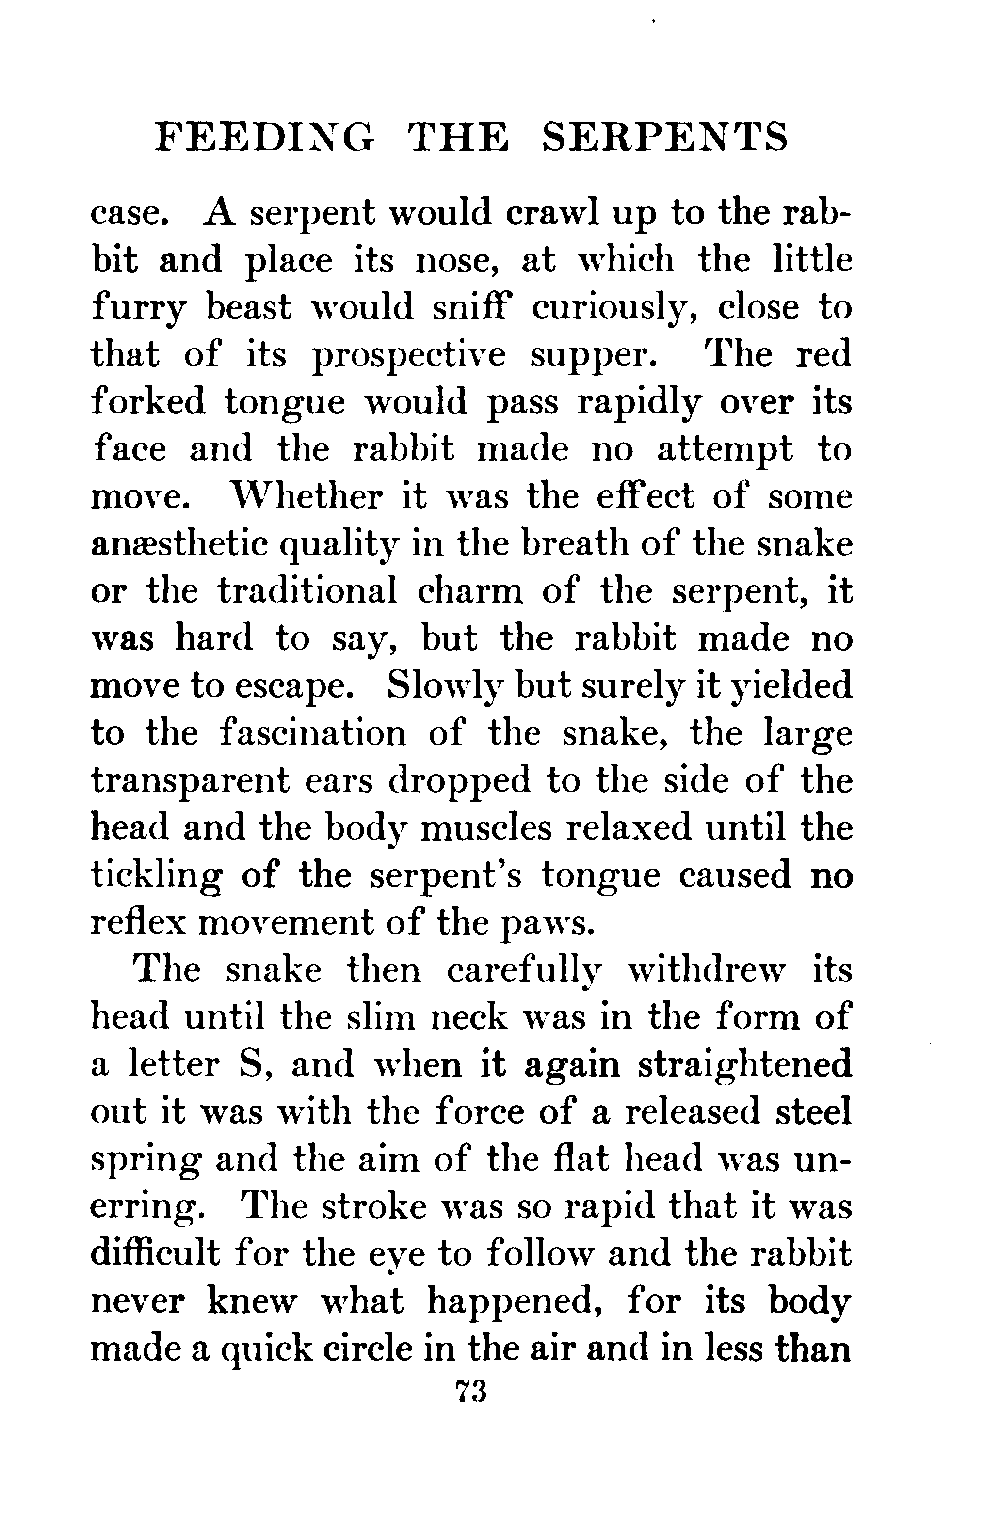 FEEDING THE SERPENTS
case. A serpent would crawl up to the rab-
bit and place its nose, at which the little
furry beast would sniff curiously, close to
that of its prospective supper. The red
forked tongue would pass rapidly over its
face and the rabbit made no attempt to
move. Whether it was the effect of some
anæsthetic quality in the breath of the snake
or the traditional charm of the serpent, it
was hard to say, but the rabbit made no
move to escape. Slowly but surely it yielded
to the fascination of the snake, the large
transparent ears dropped to the side of the
head and the body muscles relaxed until the
tickling of the serpent's tongue caused no
reflex movement of the paws.
The snake then carefully withdrew its
head until the slim neck was in the form of
a letter S, and when it again straightened
out it was with the force of a released steel
spring and the aim of the flat head was un-
erring. The stroke was so rapid that it was
difficult for the eye to follow and the rabbit
never knew what happened, for its body
made a quick circle in the air and in less than
73